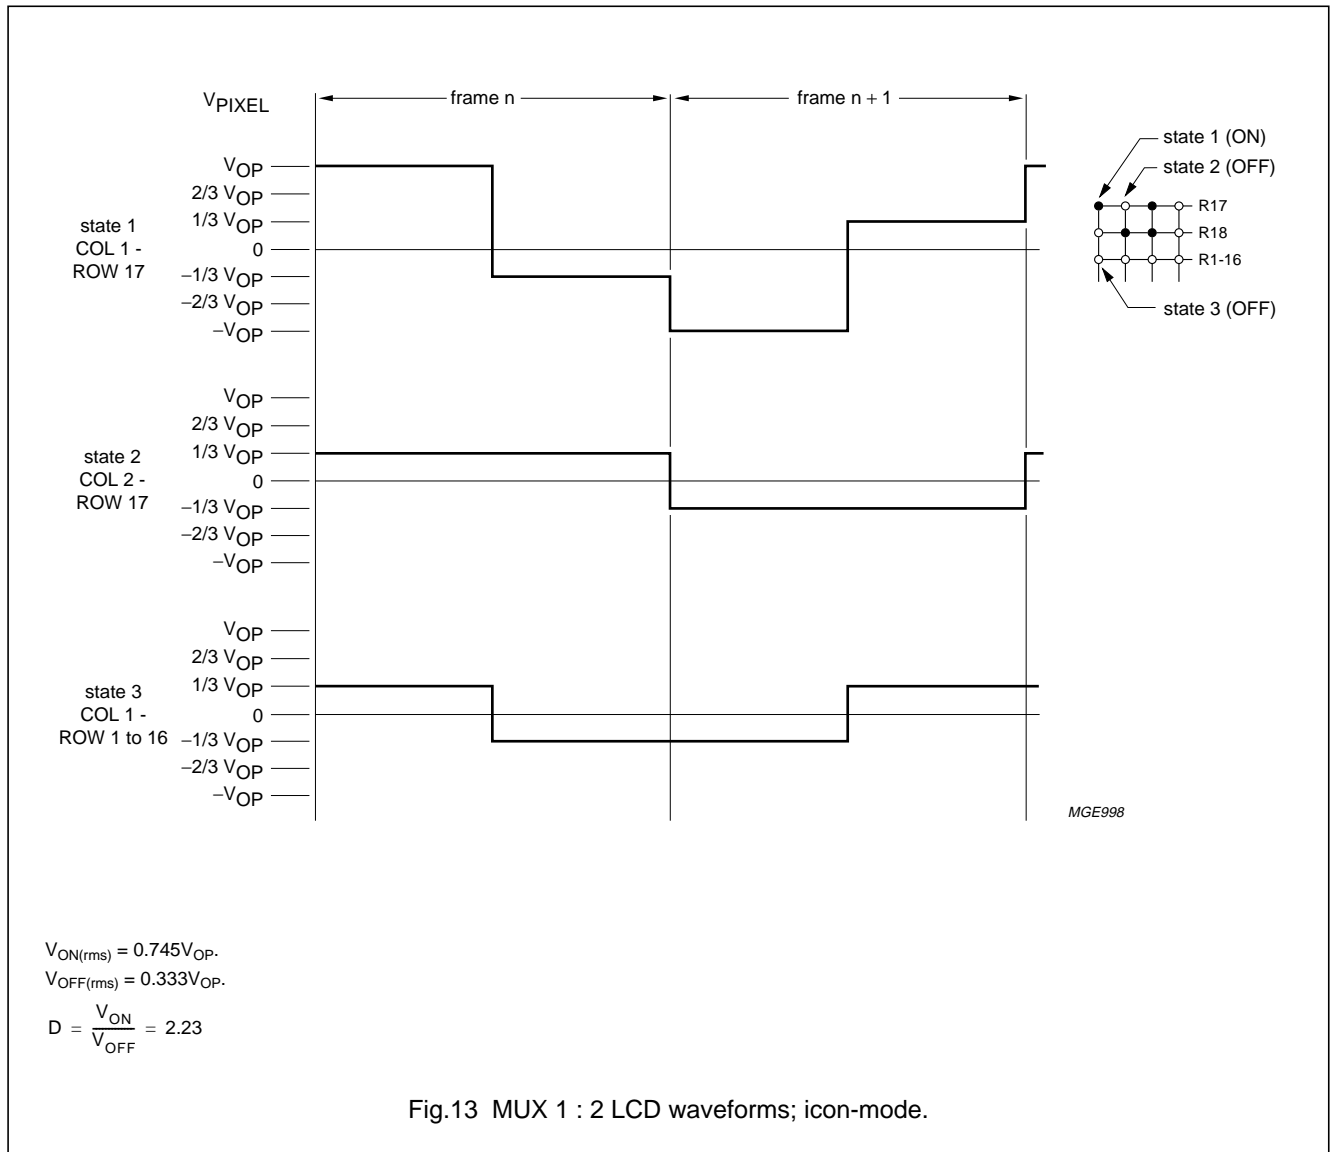 VPIXEL
frame n
frame n + 1
state 1
COL 1 -
ROW 17
VOP
2/3 VOP
1/3 VOP
0
−1/3 VOP
−2/3 VOP
−VOP
state 1 (ON)
state 2 (OFF)
R17
R18
R1-16
state 3 (OFF)
state 2
COL 2 -
ROW 17
VOP
2/3 VOP
1/3 VOP
0
−1/3 VOP
−2/3 VOP
−VOP
state 3
COL 1 -
ROW 1 to 16
VOP
2/3 VOP
1/3 VOP
0
−1/3 VOP
−2/3 VOP
−VOP
MGE998
VON(rms) = 0.745VOP.
VOFF(rms) = 0.333VOP.
D = VON / VOFF = 2.23
Fig.13 MUX 1 : 2 LCD waveforms; icon-mode.